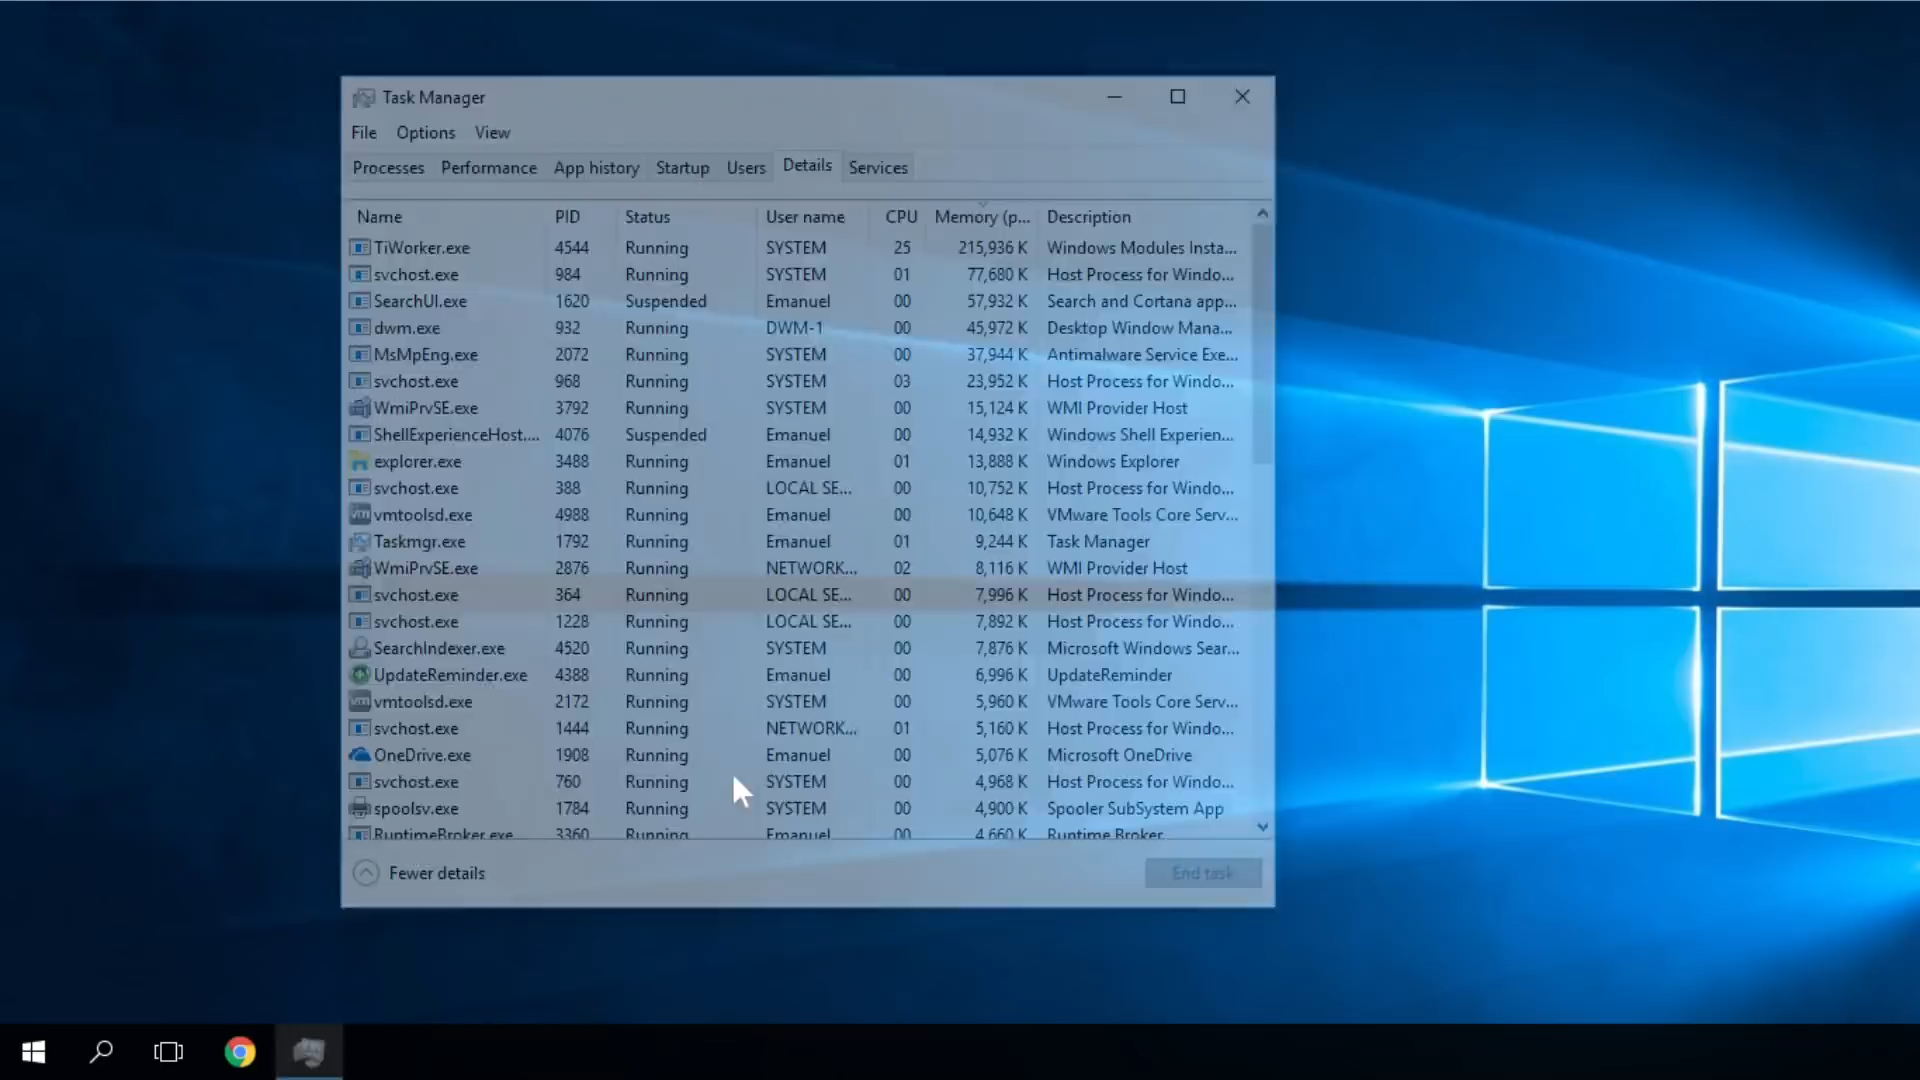 Task Manager
File Options View
Processes Performance App history Startup Users Details Services
Name PID Status User name CPU Memory (p... Description
TiWorker.exe 4544 Running SYSTEM 25 215,936 K Windows Modules Insta...
svchost.exe 984 Running SYSTEM 01 77,680 K Host Process for Windo...
SearchUI.exe 1620 Suspended Emanuel 00 57,932 K Search and Cortana app...
dwm.exe 932 Running DWM-1 00 45,972 K Desktop Window Mana...
MsMpEng.exe 2072 Running SYSTEM 00 37,944 K Antimalware Service Exe...
svchost.exe 968 Running SYSTEM 03 23,952 K Host Process for Windo...
WmiPrvSE.exe 3792 Running SYSTEM 00 15,124 K WMI Provider Host
ShellExperienceHost.... 4076 Suspended Emanuel 00 14,932 K Windows Shell Experien...
explorer.exe 3488 Running Emanuel 01 13,888 K Windows Explorer
svchost.exe 388 Running LOCAL SE... 00 10,752 K Host Process for Windo...
vmtoolsd.exe 4988 Running Emanuel 00 10,648 K VMware Tools Core Serv...
Taskmgr.exe 1792 Running Emanuel 01 9,244 K Task Manager
WmiPrvSE.exe 2876 Running NETWORK... 02 8,116 K WMI Provider Host
svchost.exe 364 Running LOCAL SE... 00 7,996 K Host Process for Windo...
svchost.exe 1228 Running LOCAL SE... 00 7,892 K Host Process for Windo...
SearchIndexer.exe 4520 Running SYSTEM 00 7,876 K Microsoft Windows Sear...
UpdateReminder.exe 4388 Running Emanuel 00 6,996 K UpdateReminder
vmtoolsd.exe 2172 Running SYSTEM 00 5,960 K VMware Tools Core Serv...
svchost.exe 1444 Running NETWORK... 01 5,160 K Host Process for Windo...
OneDrive.exe 1908 Running Emanuel 00 5,076 K Microsoft OneDrive
svchost.exe 760 Running SYSTEM 00 4,968 K Host Process for Windo...
spoolsv.exe 1784 Running SYSTEM 00 4,900 K Spooler SubSystem App
RuntimeBroker.exe 3360 Running Emanuel 00 4,660 K Runtime Broker
Fewer details End task